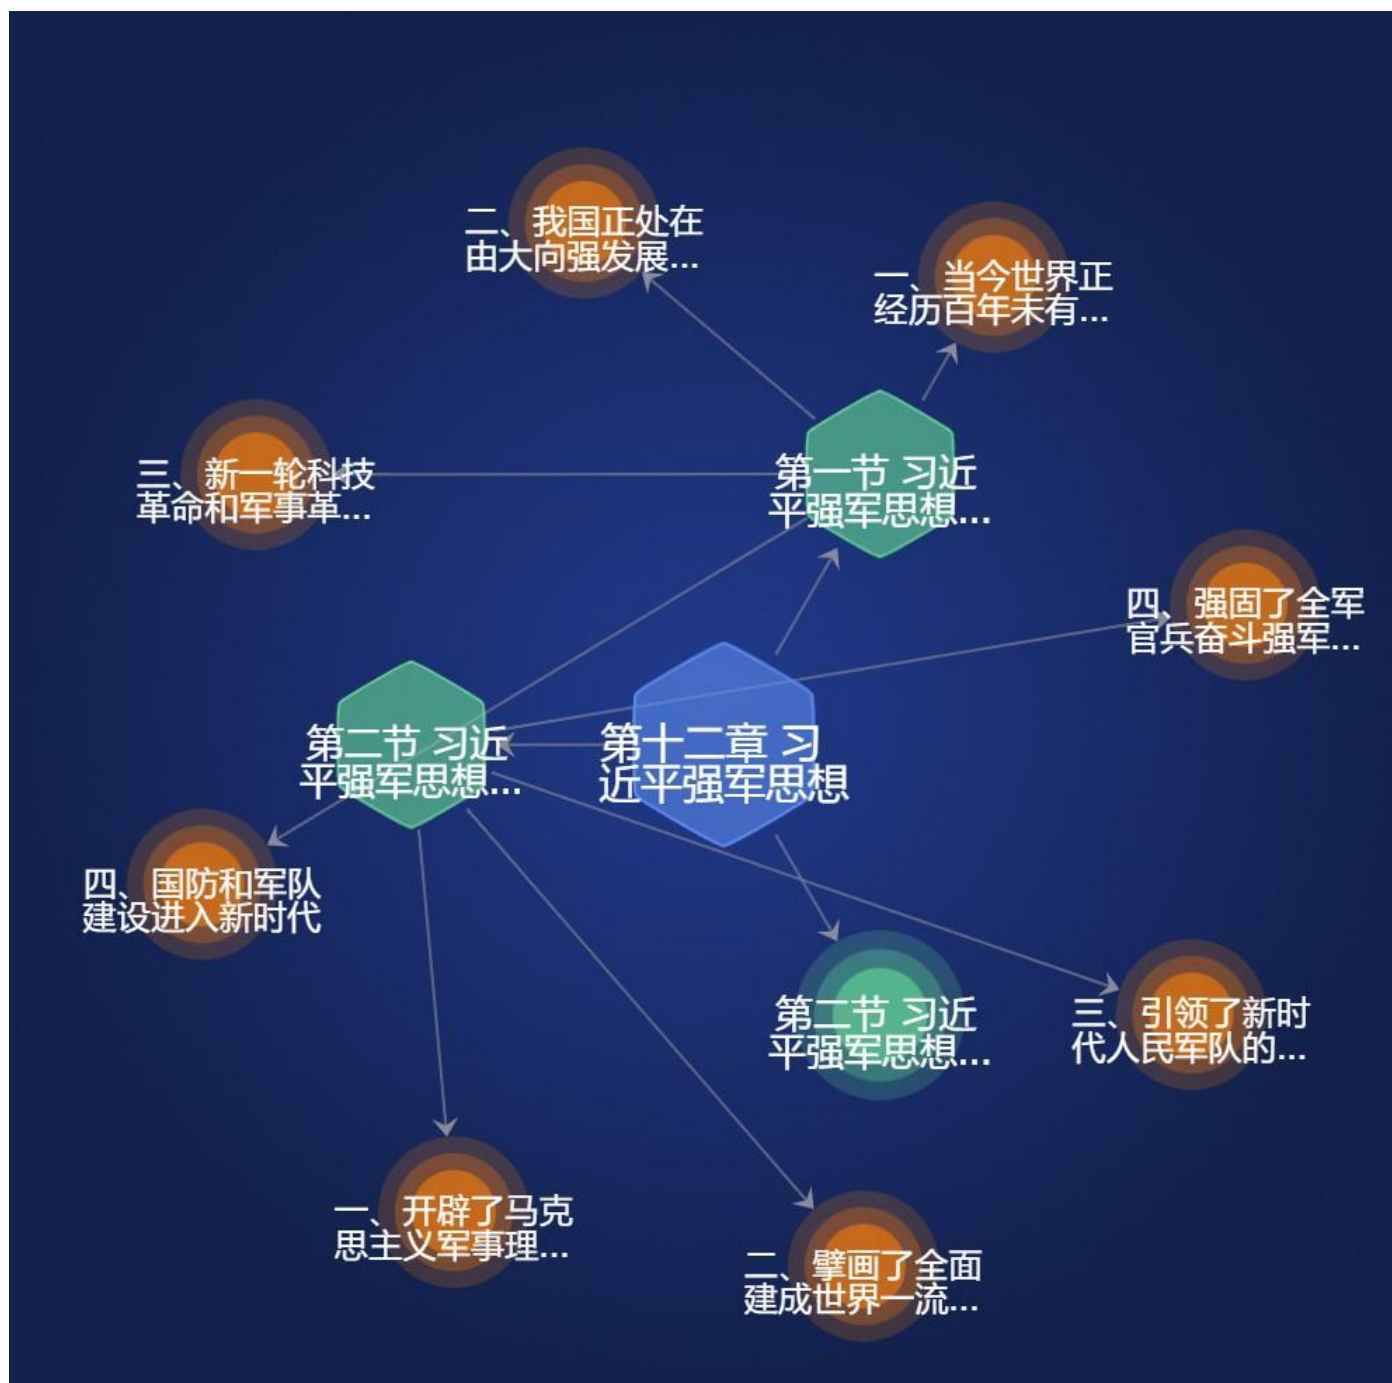 二、我国正处在
由大向强发展...
一、当今世界正
经历百年未有...
三、新一轮科技
革命和军事革...
第一节 习近
平强军思想...
四、强固了全军
官兵奋斗强军...
第二节 习近
平强军思想...
第十二章 习
近平强军思想
四、国防和军队
建设进入新时代
第二节 习近
平强军思想...
三、引领了新时
代人民军队的...
一、开辟了马克
思主义军事理...
二、擘画了全面
建成世界一流...